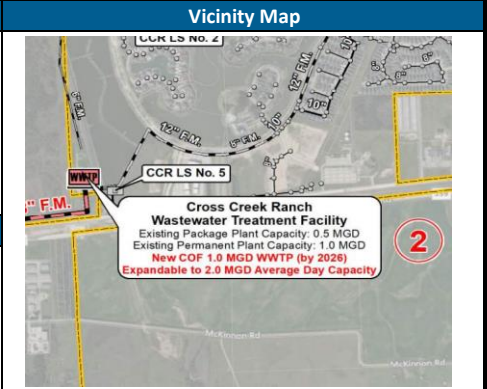 Vicinity Map
CCR LS No. 2
12" F.M.
10"
10"
10"
8"
8"
12" F.M.
8" F.M.
CCR LS No. 5
WWTP
" F.M.
Cross Creek Ranch
Wastewater Treatment Facility
Existing Package Plant Capacity: 0.5 MGD
Existing Permanent Plant Capacity: 1.0 MGD
New COF 1.0 MGD WWTP (by 2026)
Expandable to 2.0 MGD Average Day Capacity
2
McKinnon Rd
McKinnon Rd